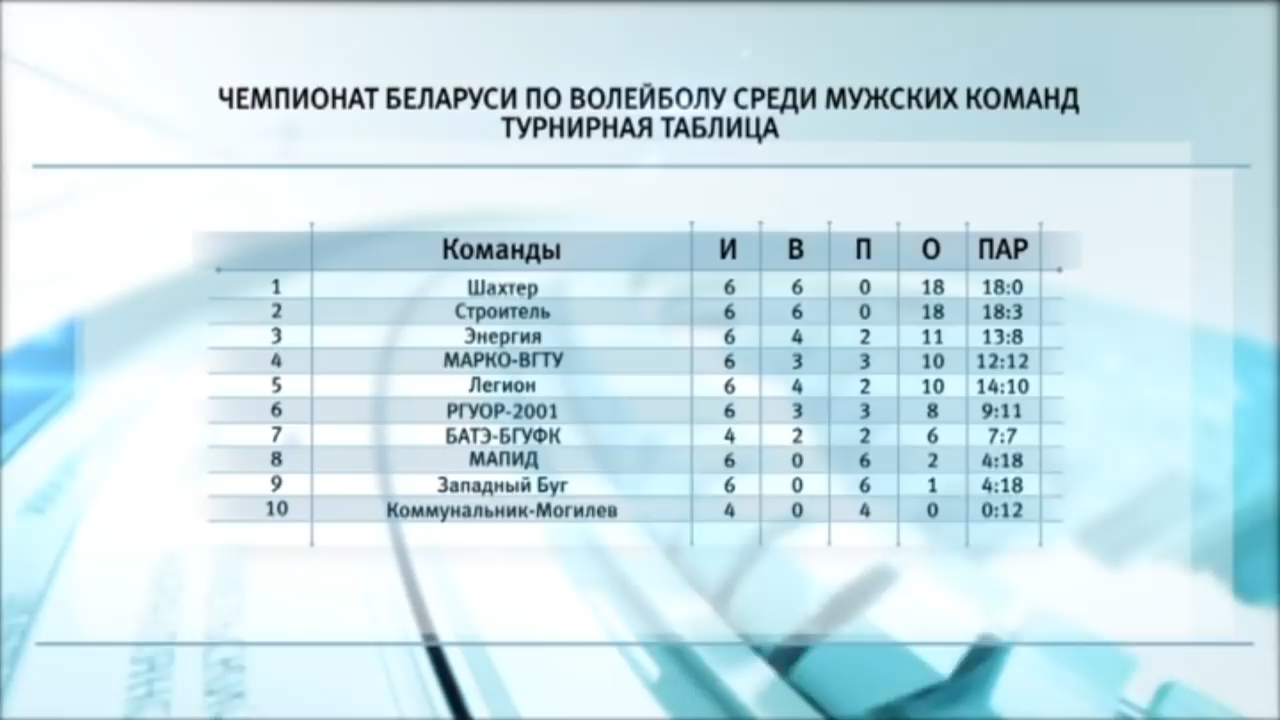 ЧЕМПИОНАТ БЕЛАРУСИ ПО ВОЛЕЙБОЛУ СРЕДИ МУЖСКИХ КОМАНД
ТУРНИРНАЯ ТАБЛИЦА
Команды И В П О ПАР
1 Шахтер 6 6 0 18 18:0
2 Строитель 6 6 0 18 18:3
3 Энергия 6 4 2 11 13:8
4 МАРКО-ВГТУ 6 3 3 10 12:12
5 Легион 6 4 2 10 14:10
6 РГУОР-2001 6 3 3 8 9:11
7 БАТЭ-БГУФК 4 2 2 6 7:7
8 МАПИД 6 0 6 2 4:18
9 Западный Буг 6 0 6 1 4:18
10 Коммунальник-Могилев 4 0 4 0 0:12